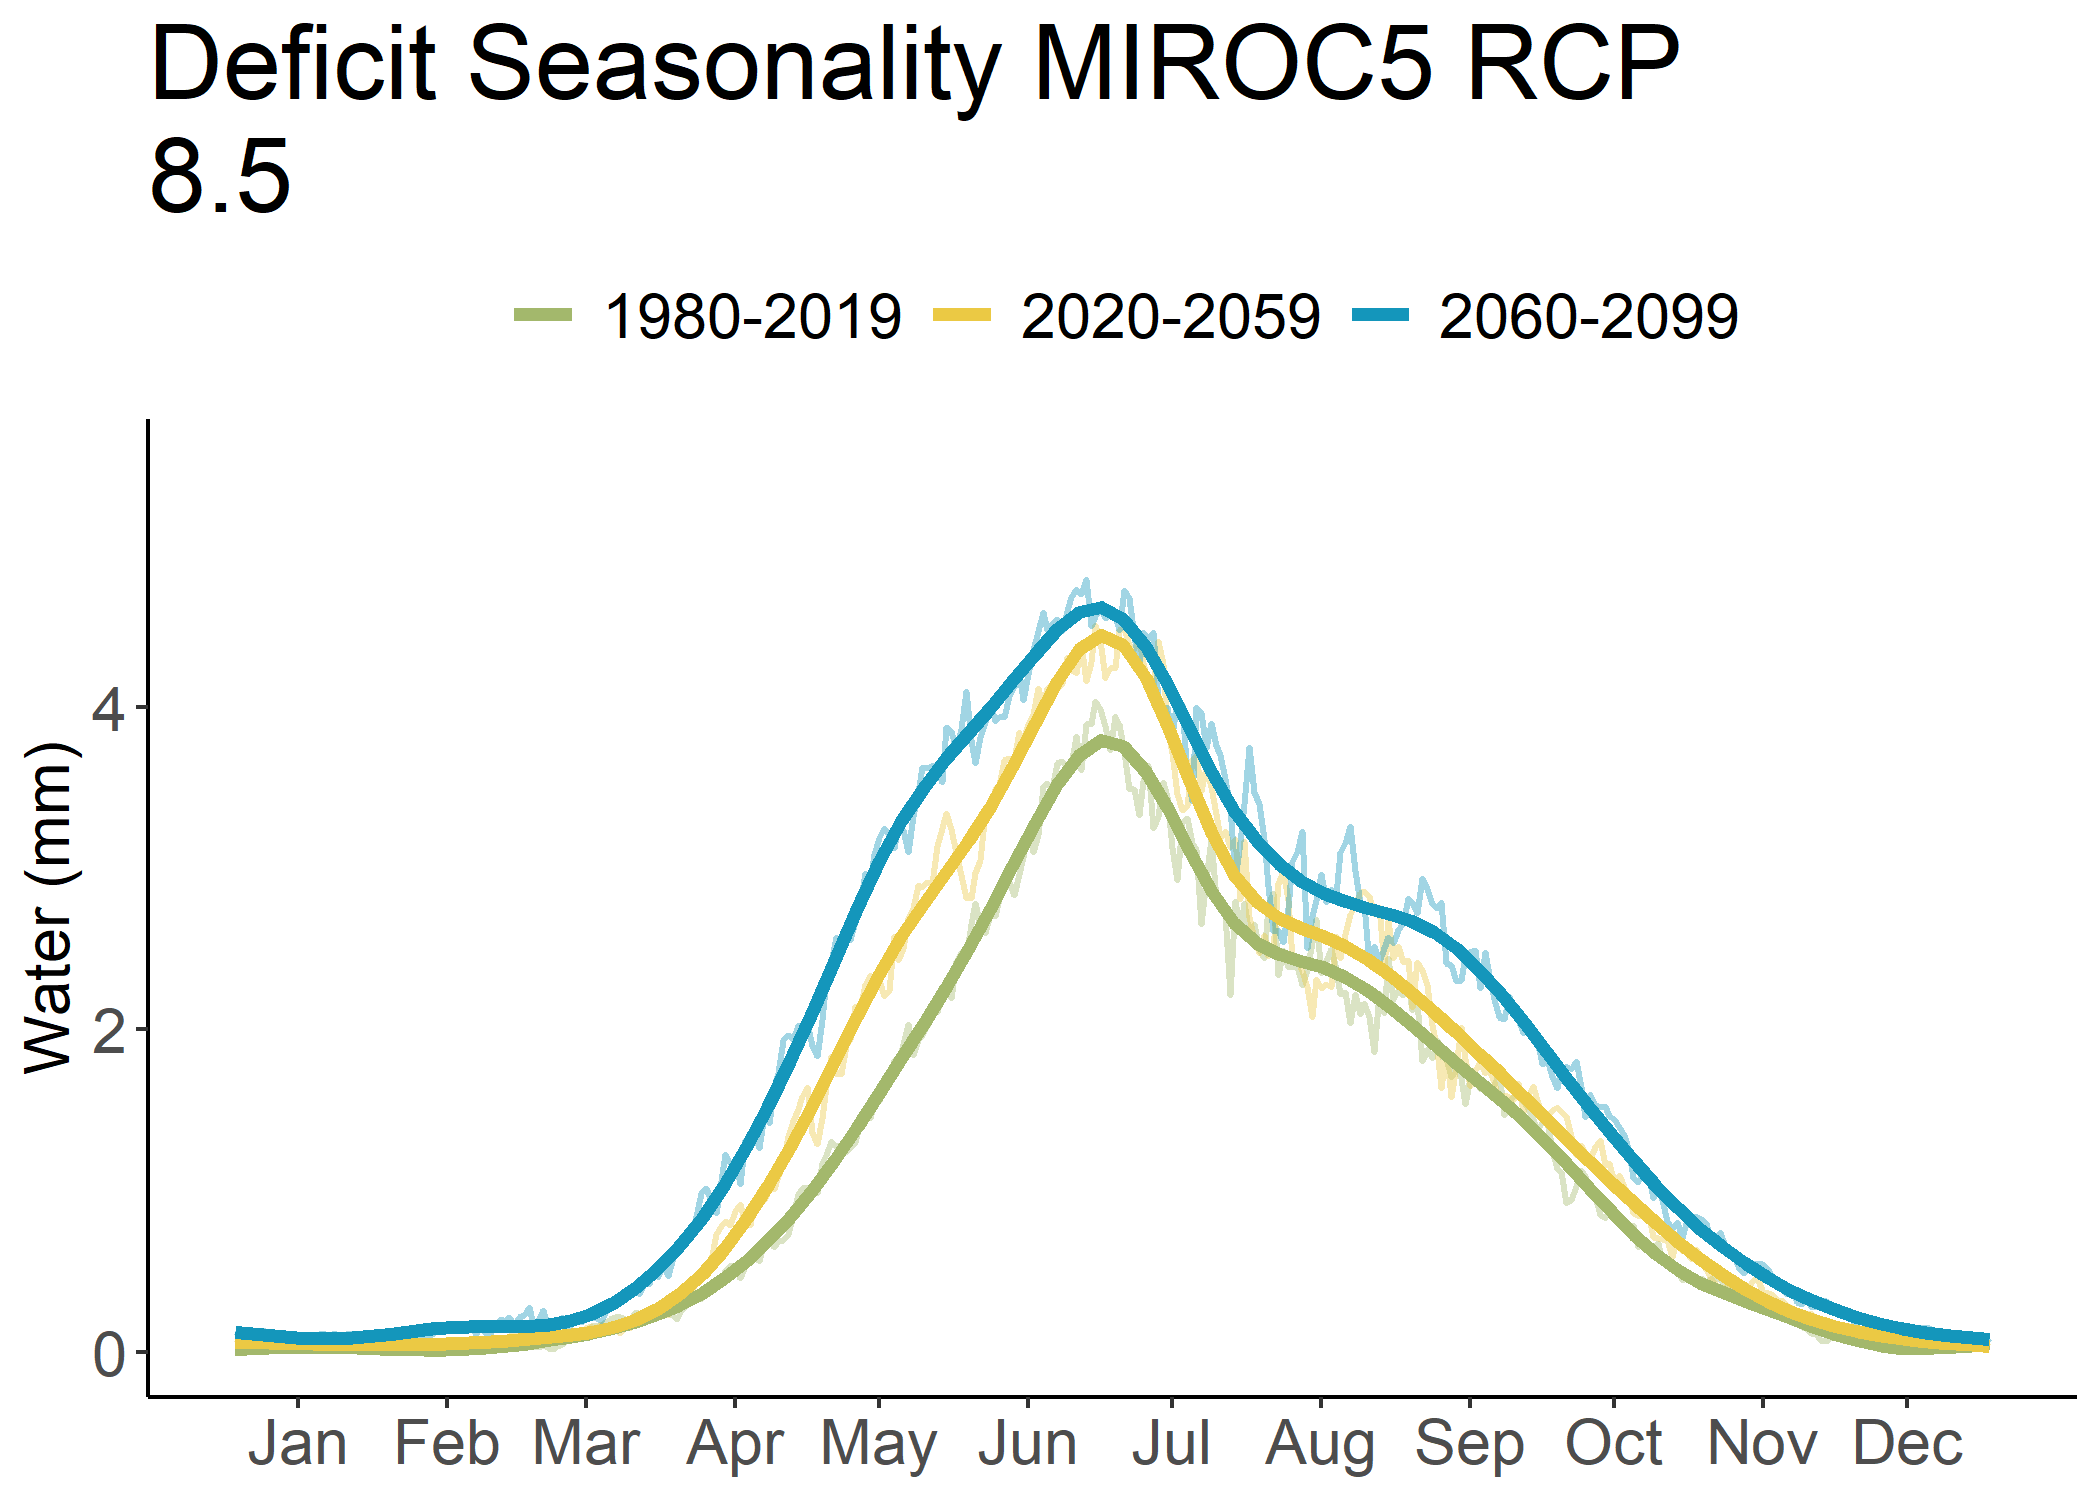 Deficit Seasonality MIROC5 RCP
8.5
1980-2019 2020-2059 2060-2099
Water (mm)
4
2
0
Jan Feb Mar Apr May Jun Jul Aug Sep Oct Nov Dec